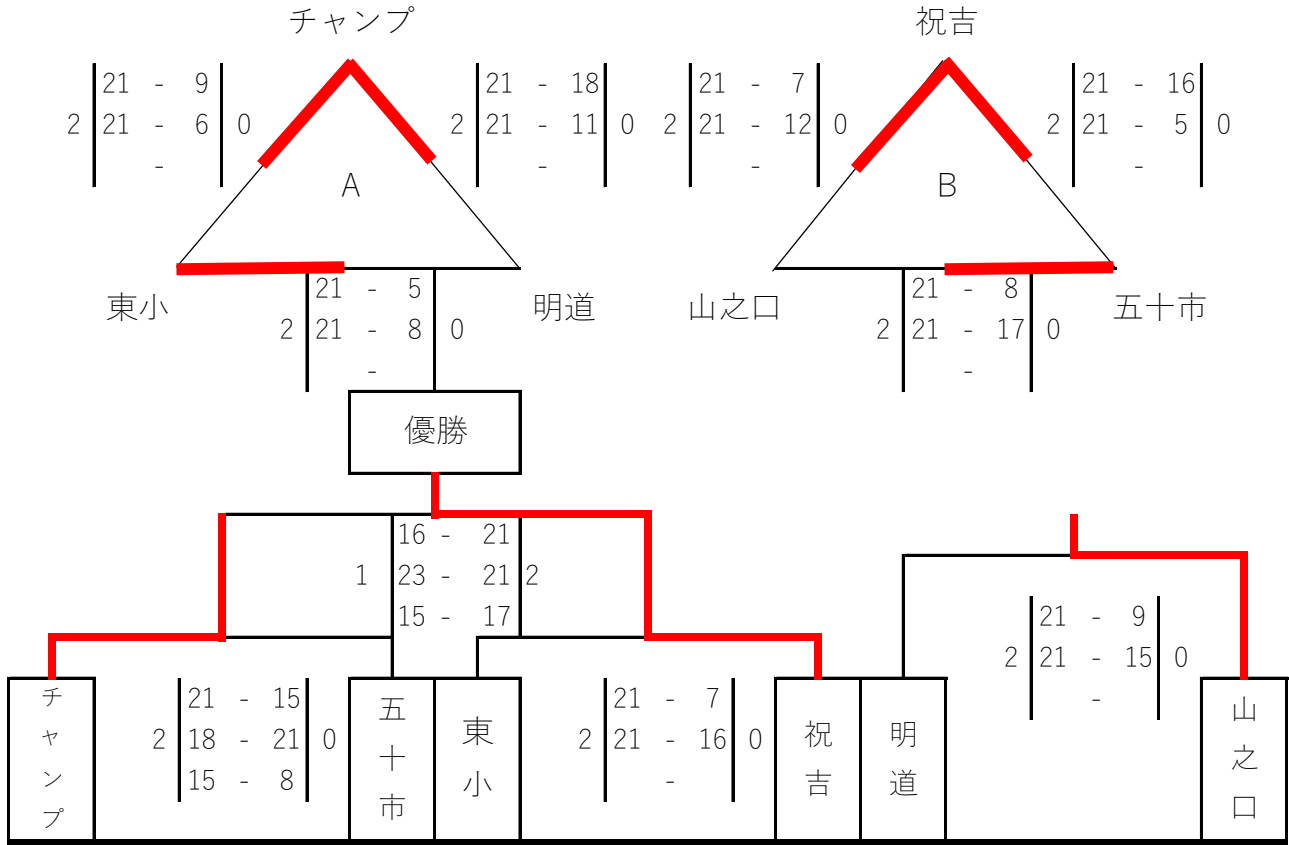 チャンプ
祝吉
21 - 9
2 21 - 6 0
-
21 - 18
2 21 - 11 0
-
21 - 7
2 21 - 12 0
-
21 - 16
2 21 - 5 0
-
A
B
東小
明道
山之口
五十市
21 - 5
2 21 - 8 0
-
21 - 8
2 21 - 17 0
-
優勝
16 - 21
1 23 - 21 2
15 - 17
21 - 9
2 21 - 15 0
-
チャンプ
21 - 15
2 18 - 21 0
15 - 8
五十市
東小
21 - 7
2 21 - 16 0
-
祝吉
明道
山之口